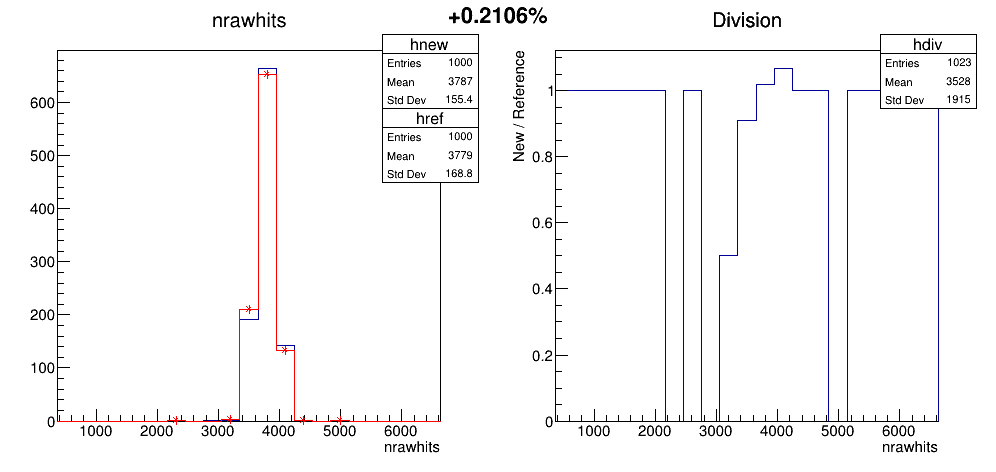 +0.2106%
nrawhits
hnew
Entries 1000
Mean 3787
Std Dev 155.4
href
Entries 1000
Mean 3779
Std Dev 168.8
600
500
400
300
200
100
0
1000 2000 3000 4000 5000 6000
nrawhits
Division
hdiv
Entries 1023
Mean 3528
Std Dev 1915
New / Reference
1
0.8
0.6
0.4
0.2
0
1000 2000 3000 4000 5000 6000
nrawhits